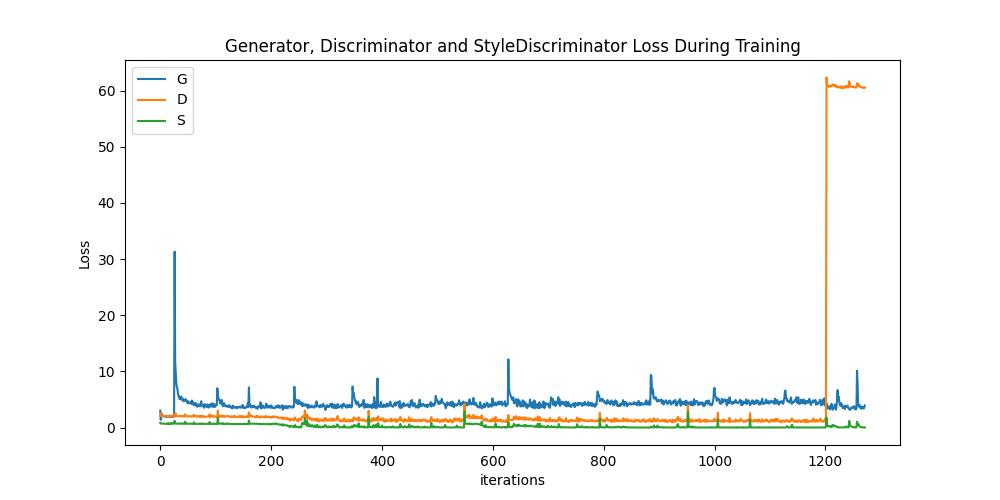 Generator, Discriminator and StyleDiscriminator Loss During Training
G
D
S
60
50
40
30
20
10
0
Loss
0 200 400 600 800 1000 1200
iterations